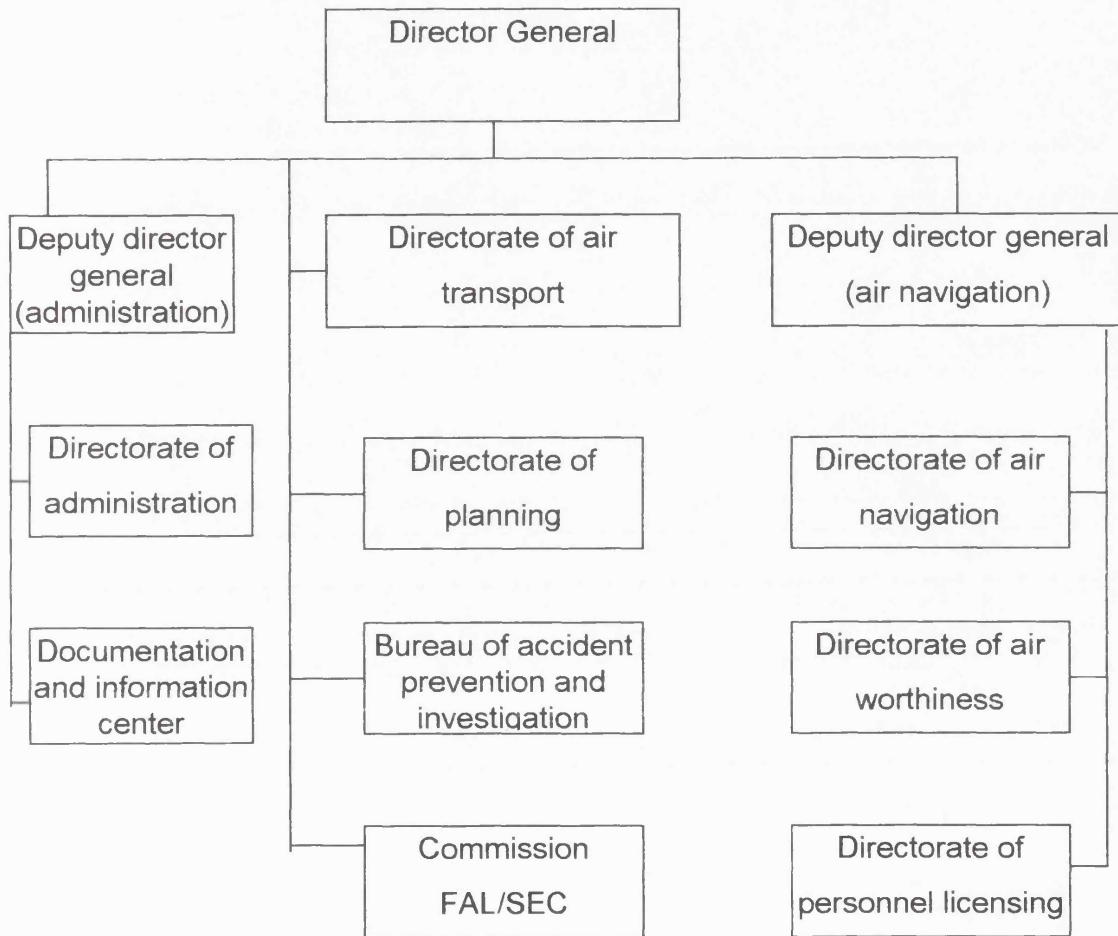 Director General
Deputy director
general
(administration)
Directorate of air
transport
Deputy director general
(air navigation)
Directorate of
administration
Directorate of
planning
Directorate of air
navigation
Documentation
and information
center
Bureau of accident
prevention and
investigation
Directorate of air
worthiness
Commission
FAL/SEC
Directorate of
personnel licensing